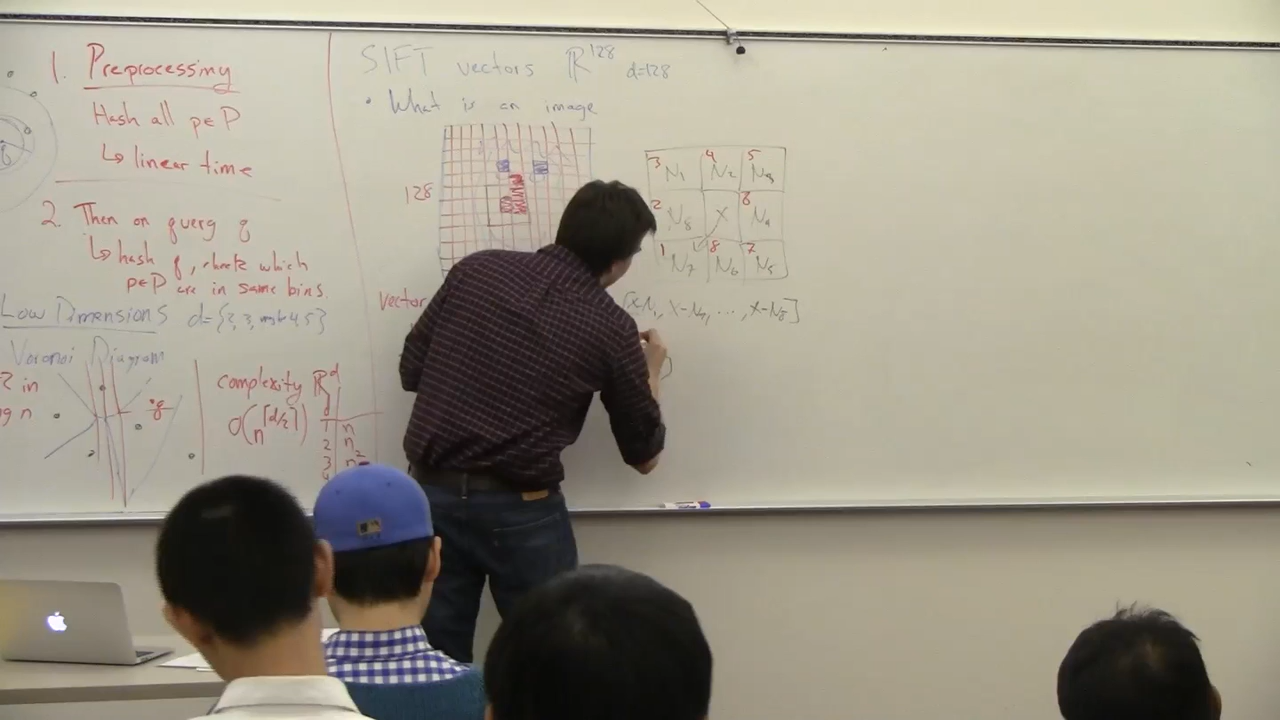 1. Preprocessing
Hash all p∈P
↳ linear time
2. Then on query q
↳ hash q, check which
p∈P are in same bins.
Low Dimensions d={2,3,
Voronoi Diagram
in
n
complexity ℝ^d
O(n^⌈d/2⌉)
d
1 n
2 n
3 n²
SIFT vectors ℝ^128 d=128
• What is an image
128
3 N1 4 N2 5 N3
2 N8 X 6 N4
1 N7 8 N6 7 N5
vector
[X-N1, X-N2, ..., X-N8]